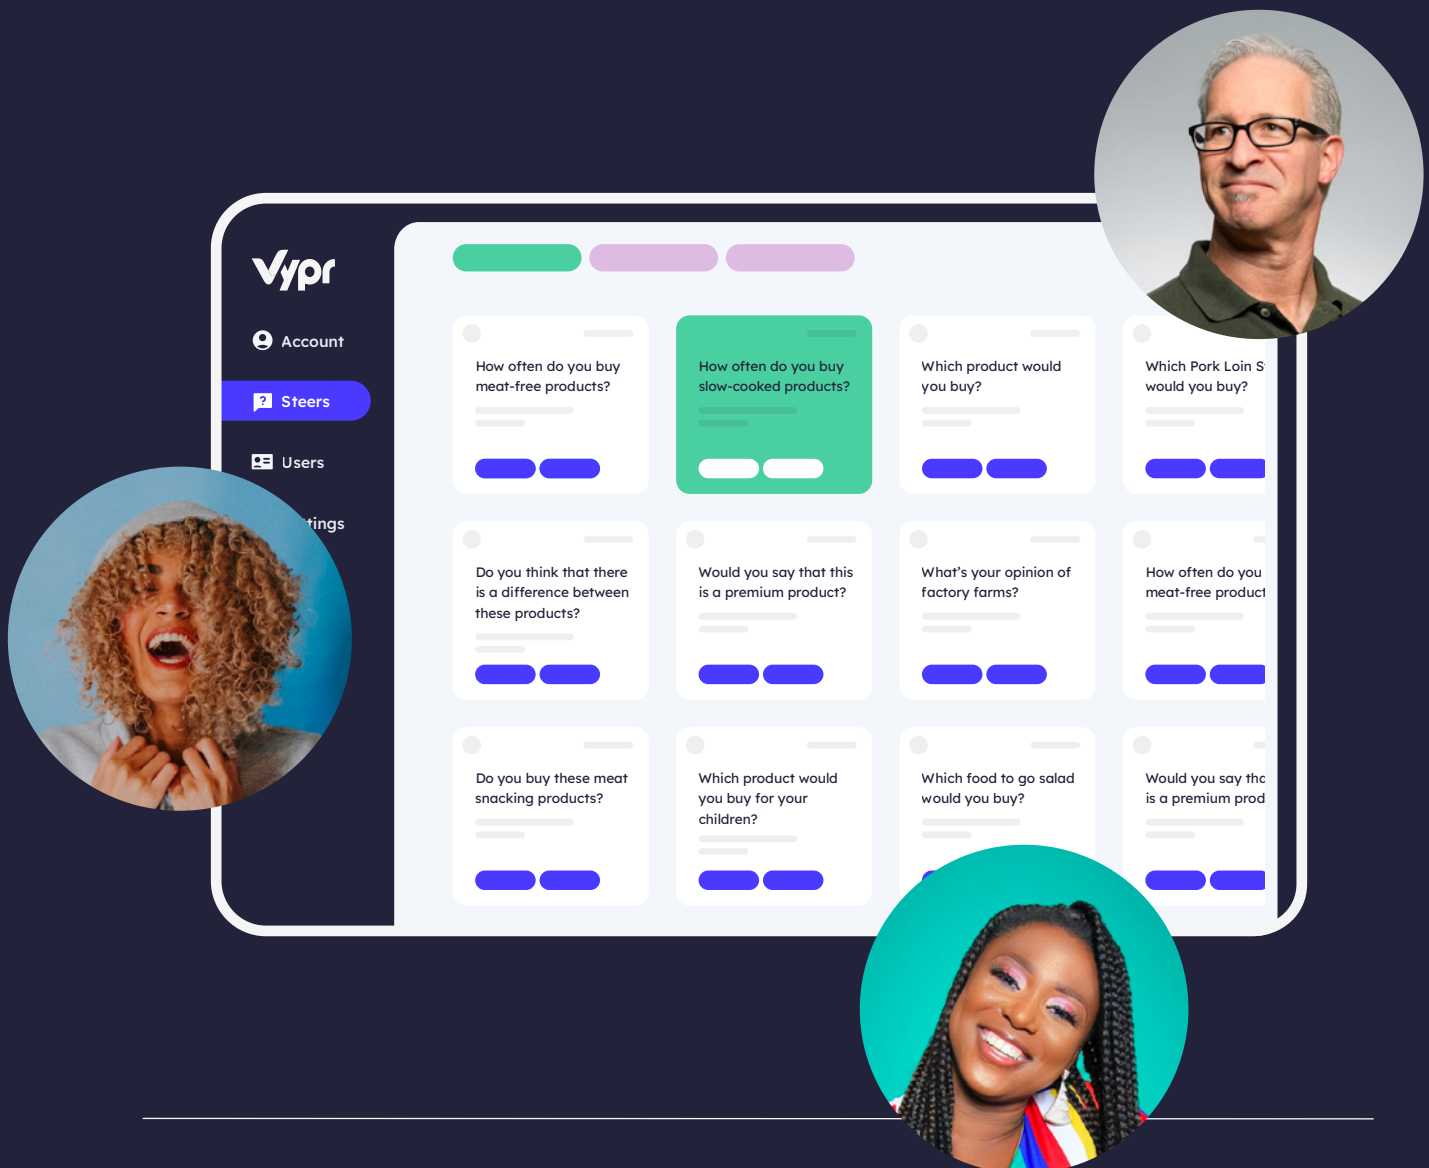 Vypr
Account
Steers
Users
tings
How often do you buy
meat-free products?
How often do you buy
slow-cooked products?
Which product would
you buy?
Which Pork Loin S
would you buy?
Do you think that there
is a difference between
these products?
Would you say that this
is a premium product?
What's your opinion of
factory farms?
How often do you
meat-free product
Do you buy these meat
snacking products?
Which product would
you buy for your
children?
Which food to go salad
would you buy?
Would you say tha
is a premium prod